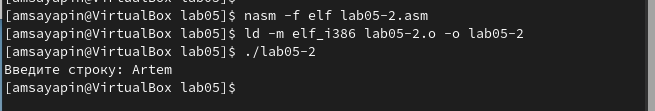 [amsayapin@VirtualBox lab05]$ nasm -f elf lab05-2.asm
[amsayapin@VirtualBox lab05]$ ld -m elf_i386 lab05-2.o -o lab05-2
[amsayapin@VirtualBox lab05]$ ./lab05-2
Введите строку: Artem
[amsayapin@VirtualBox lab05]$